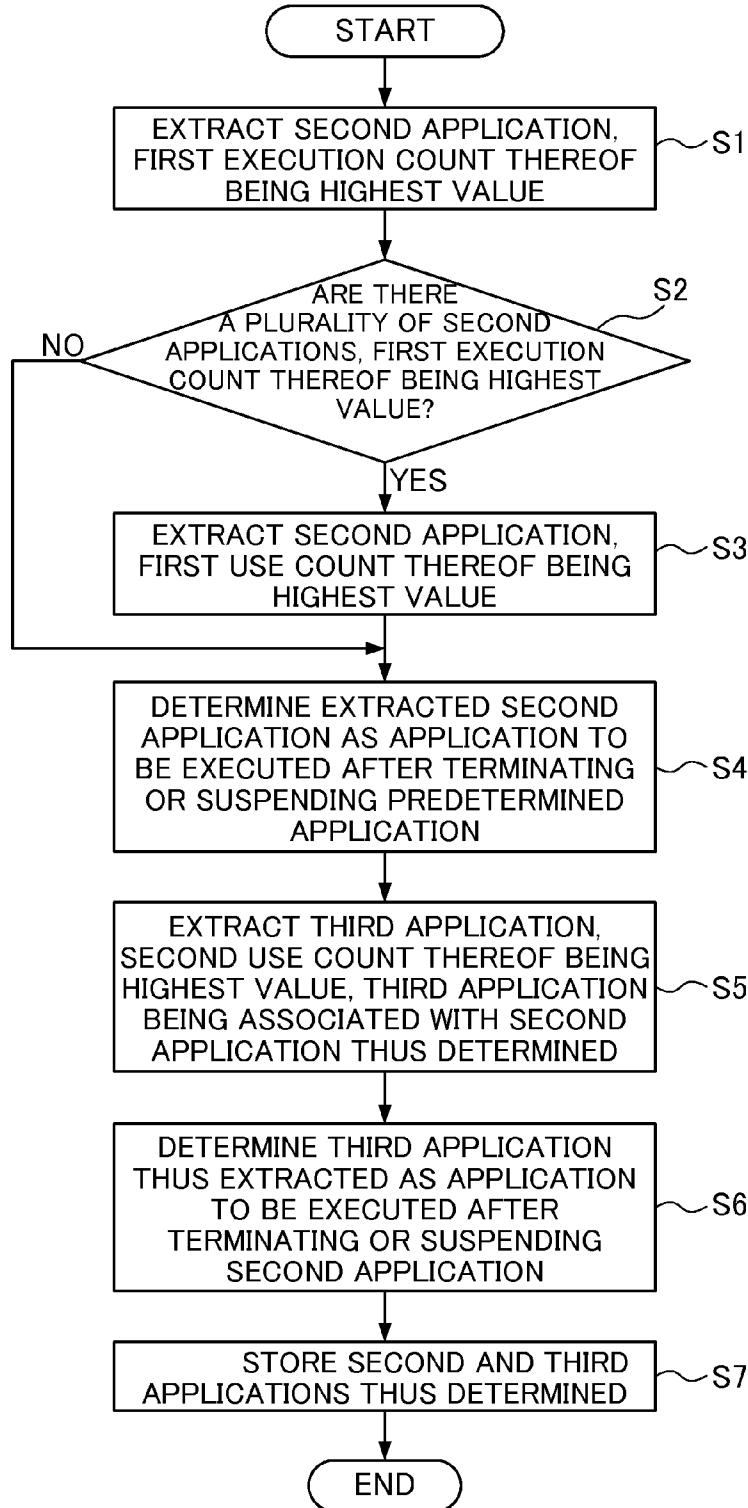 START
EXTRACT SECOND APPLICATION,
FIRST EXECUTION COUNT THEREOF
BEING HIGHEST VALUE
S1
ARE THERE
A PLURALITY OF SECOND
APPLICATIONS, FIRST EXECUTION
COUNT THEREOF BEING HIGHEST
VALUE?
S2
NO
YES
EXTRACT SECOND APPLICATION,
FIRST USE COUNT THEREOF BEING
HIGHEST VALUE
S3
DETERMINE EXTRACTED SECOND
APPLICATION AS APPLICATION TO
BE EXECUTED AFTER TERMINATING
OR SUSPENDING PREDETERMINED
APPLICATION
S4
EXTRACT THIRD APPLICATION,
SECOND USE COUNT THEREOF BEING
HIGHEST VALUE, THIRD APPLICATION
BEING ASSOCIATED WITH SECOND
APPLICATION THUS DETERMINED
S5
DETERMINE THIRD APPLICATION
THUS EXTRACTED AS APPLICATION
TO BE EXECUTED AFTER
TERMINATING OR SUSPENDING
SECOND APPLICATION
S6
STORE SECOND AND THIRD
APPLICATIONS THUS DETERMINED
S7
END